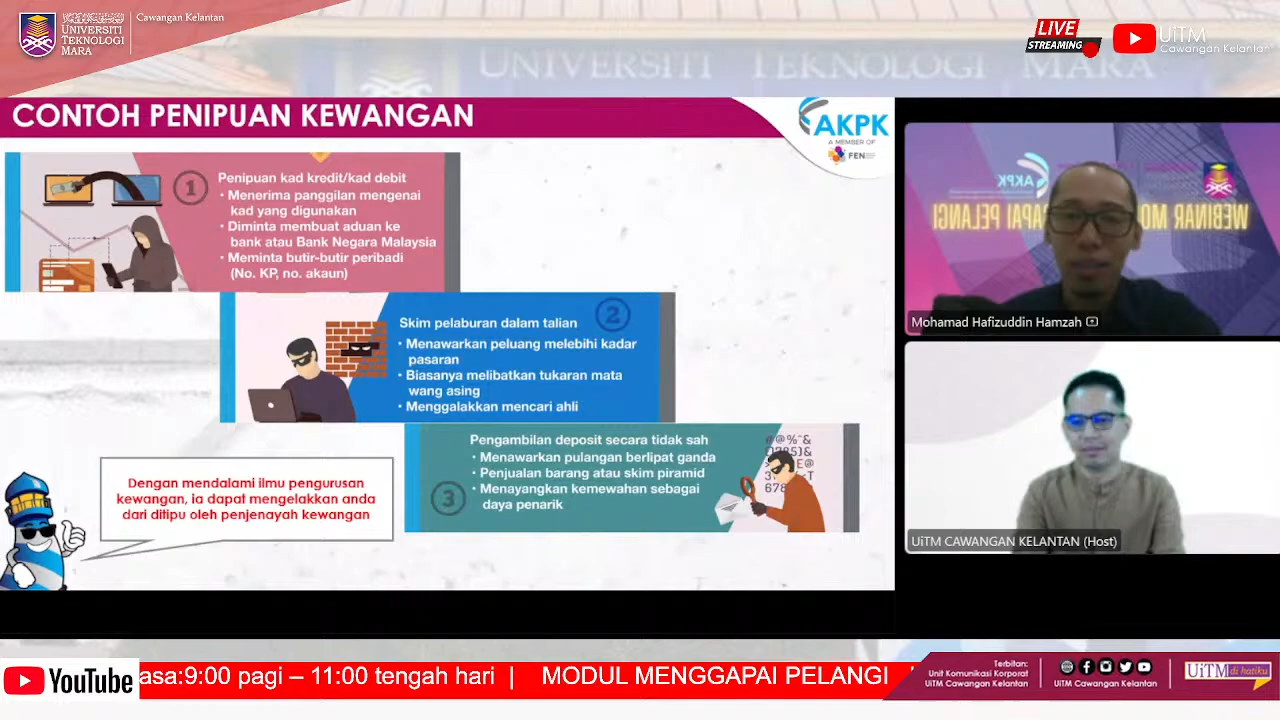 UNIVERSITI
TEKNOLOGI
MARA
Cawangan Kelantan
UNIVERSITI TEKNOLOGI MARA
LIVE
STREAMING
UiTM
Cawangan Kelantan
CONTOH PENIPUAN KEWANGAN
AKPK
A MEMBER OF
FEN
1
Penipuan kad kredit/kad debit
• Menerima panggilan mengenai
kad yang digunakan
• Diminta membuat aduan ke
bank atau Bank Negara Malaysia
• Meminta butir-butir peribadi
(No. KP, no. akaun)
2
Skim pelaburan dalam talian
• Menawarkan peluang melebihi kadar
pasaran
• Biasanya melibatkan tukaran mata
wang asing
• Menggalakkan mencari ahli
3
Pengambilan deposit secara tidak sah
• Menawarkan pulangan berlipat ganda
• Penjualan barang atau skim piramid
• Menayangkan kemewahan sebagai
daya penarik
Dengan mendalami ilmu pengurusan
kewangan, ia dapat mengelakkan anda
dari ditipu oleh penjenayah kewangan
AKPK
WEBINAR
PELANGI
Mohamad Hafizuddin Hamzah
UiTM CAWANGAN KELANTAN (Host)
YouTube
asa:9:00 pagi – 11:00 tengah hari | MODUL MENGGAPAI PELANGI
Terbitan:
Unit Komunikasi Korporat
UiTM Cawangan Kelantan
UiTM Cawangan Kelantan
UiTM di hatiku